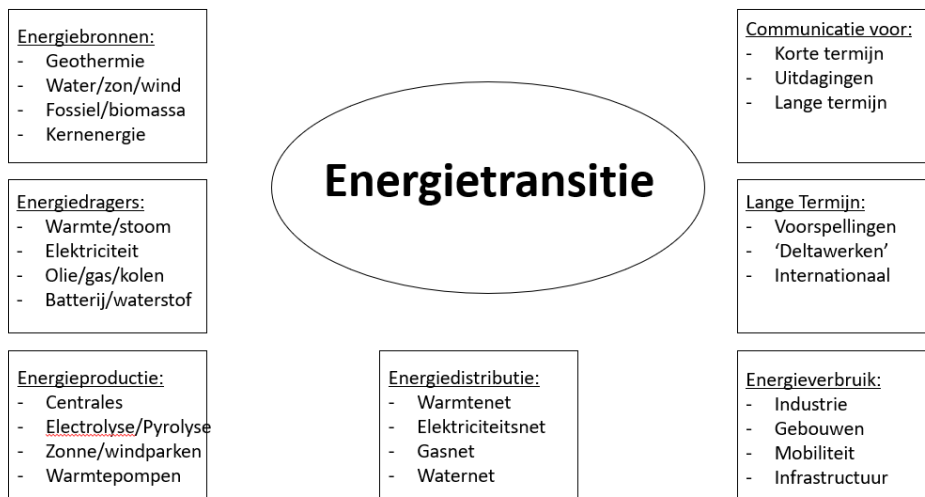 Energiebronnen:
- Geothermie
- Water/zon/wind
- Fossiel/biomassa
- Kernenergie
Energiedragers:
- Warmte/stoom
- Elektriciteit
- Olie/gas/kolen
- Batterij/waterstof
Energieproductie:
- Centrales
- Electrolyse/Pyrolyse
- Zonne/windparken
- Warmtepompen
Energietransitie
Energiedistributie:
- Warmtenet
- Elektriciteitsnet
- Gasnet
- Waternet
Communicatie voor:
- Korte termijn
- Uitdagingen
- Lange termijn
Lange Termijn:
- Voorspellingen
- ‘Deltawerken’
- Internationaal
Energieverbruik:
- Industrie
- Gebouwen
- Mobiliteit
- Infrastructuur